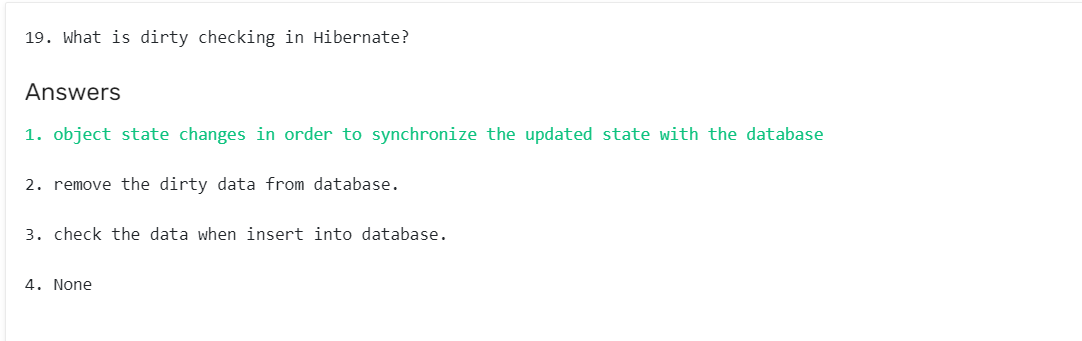 19. What is dirty checking in Hibernate?
Answers
1. object state changes in order to synchronize the updated state with the database
2. remove the dirty data from database.
3. check the data when insert into database.
4. None